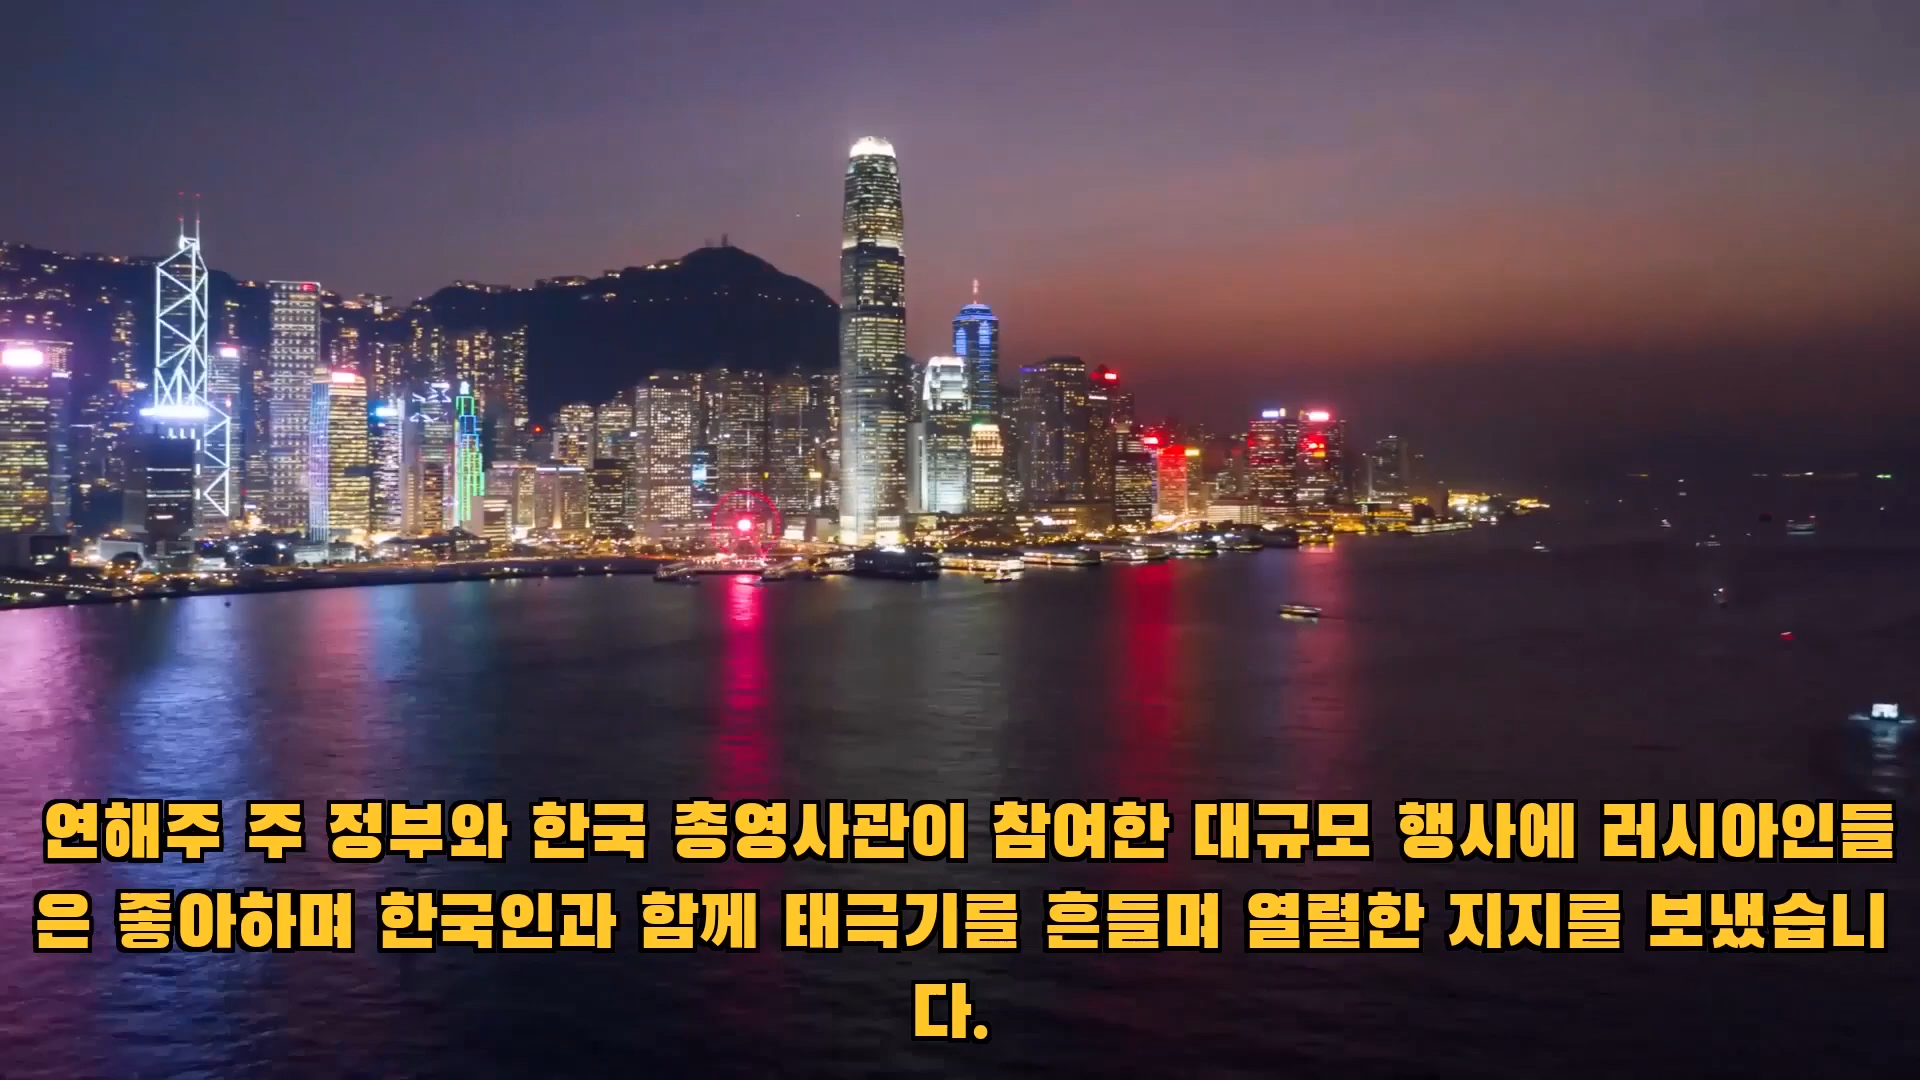 연해주 주 정부와 한국 총영사관이 참여한 대규모 행사에 러시아인들
은 좋아하며 한국인과 함께 태극기를 흔들며 열렬한 지지를 보냈습니
다.